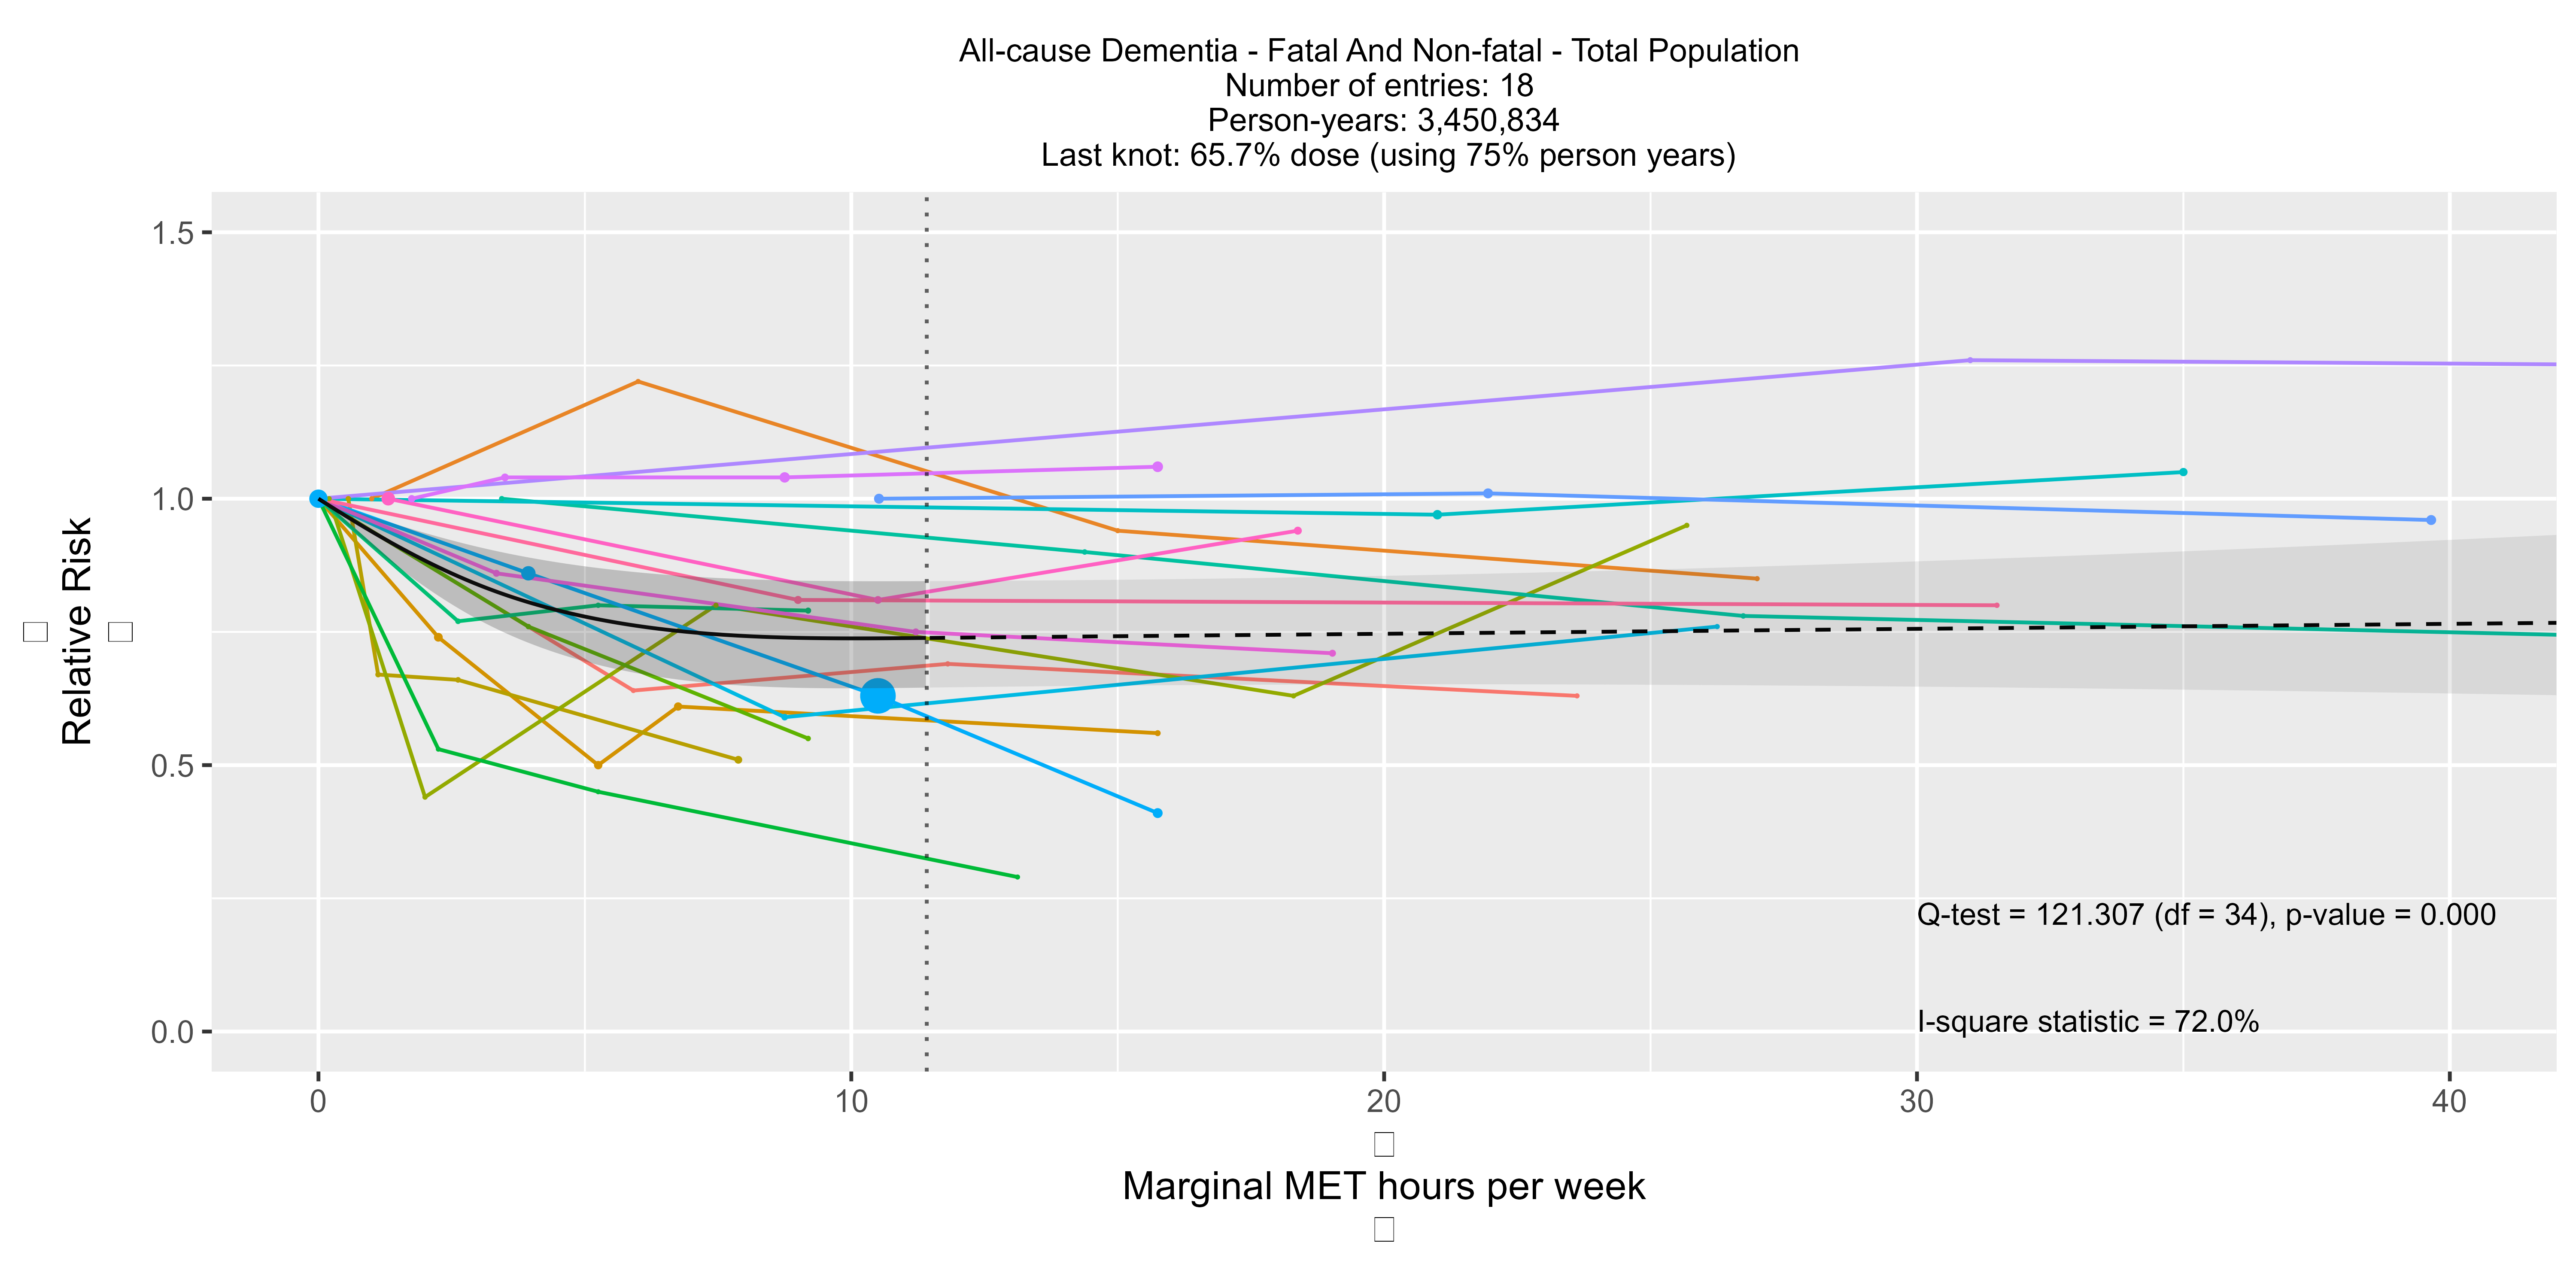 All-cause Dementia - Fatal And Non-fatal - Total Population
Number of entries: 18
Person-years: 3,450,834
Last knot: 65.7% dose (using 75% person years)
1.5
1.0
0.5
0.0
Relative Risk
Q-test = 121.307 (df = 34), p-value = 0.000
I-square statistic = 72.0%
0
10
20
30
40
Marginal MET hours per week